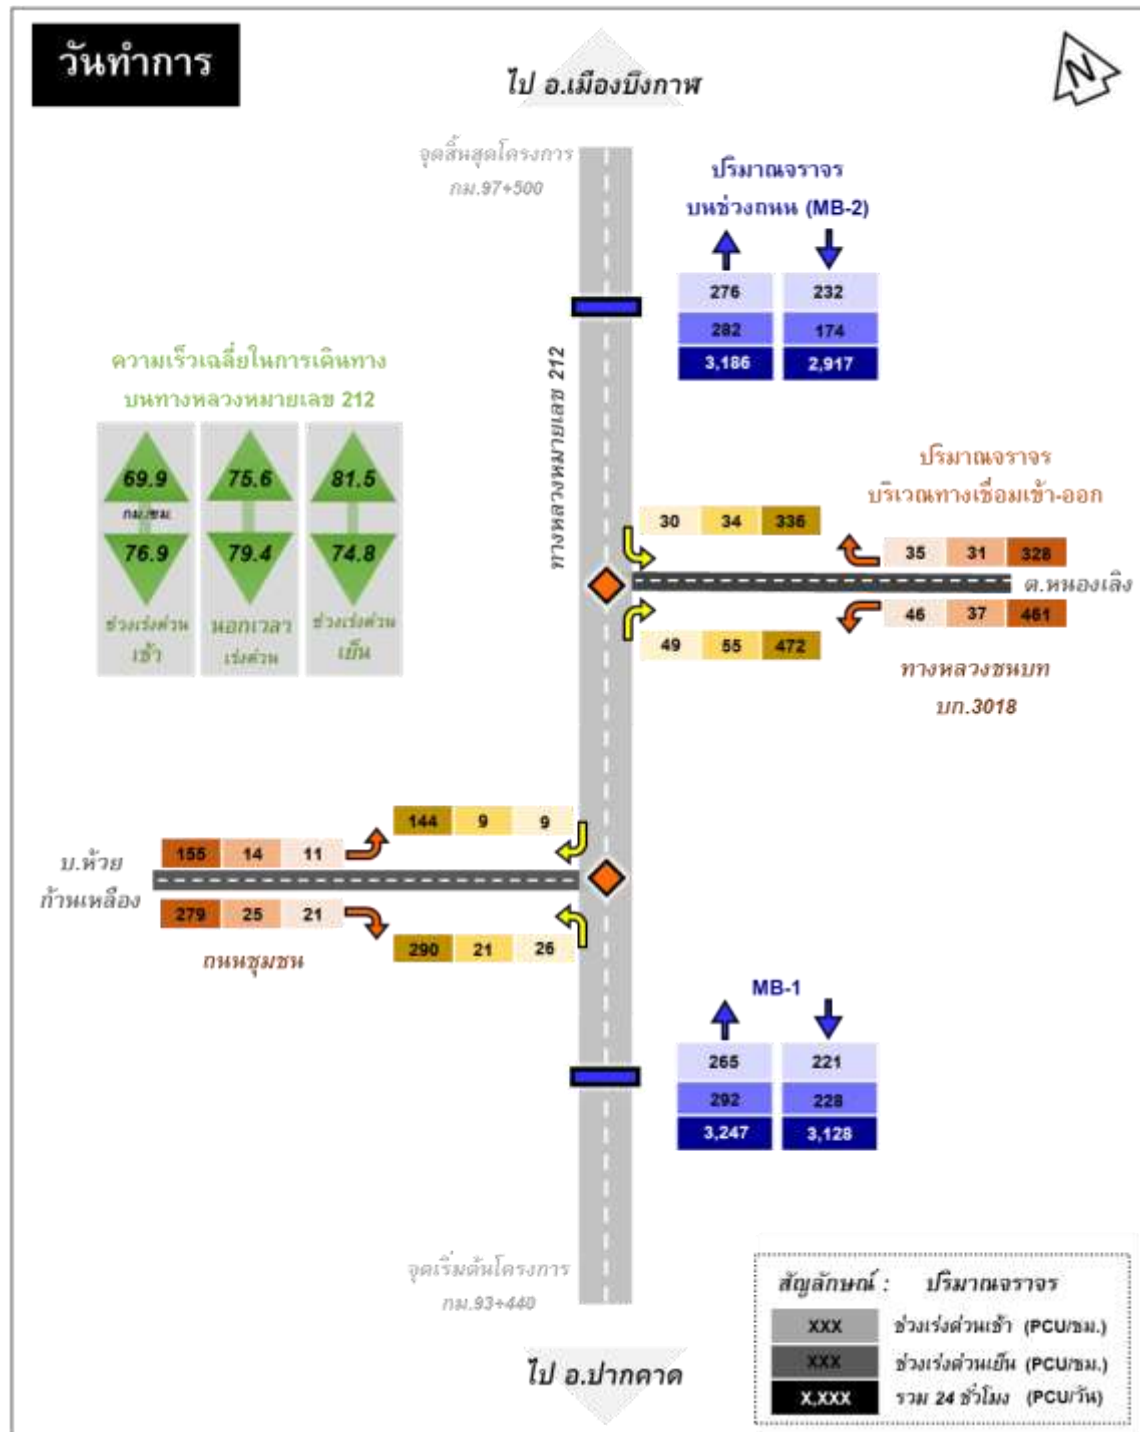 วันทำการ
ไป อ.เมืองบึงกาฬ
N
จุดสิ้นสุดโครงการ
กม.97+500
ปริมาณจราจร
บนช่วงถนน (MB-2)
276 232
282 174
3,186 2,917
ทางหลวงหมายเลข 212
ความเร็วเฉลี่ยในการเดินทาง
บนทางหลวงหมายเลข 212
69.9 75.6 81.5
กม./ชม.
76.9 79.4 74.8
ช่วงเร่งด่วน นอกเวลา ช่วงเร่งด่วน
เช้า เร่งด่วน เย็น
ปริมาณจราจร
บริเวณทางเชื่อมเข้า-ออก
30 34 336
35 31 328
ต.หนองเลิง
46 37 461
49 55 472
ทางหลวงชนบท
บก.3018
144 9 9
155 14 11
บ.ห้วย
ก้านเหลือง
279 25 21
290 21 26
ถนนชุมชน
MB-1
265 221
292 228
3,247 3,128
จุดเริ่มต้นโครงการ
กม.93+440
ไป อ.ปากคาด
สัญลักษณ์ : ปริมาณจราจร
XXX ช่วงเร่งด่วนเช้า (PCU/ชม.)
XXX ช่วงเร่งด่วนเย็น (PCU/ชม.)
X,XXX รวม 24 ชั่วโมง (PCU/วัน)